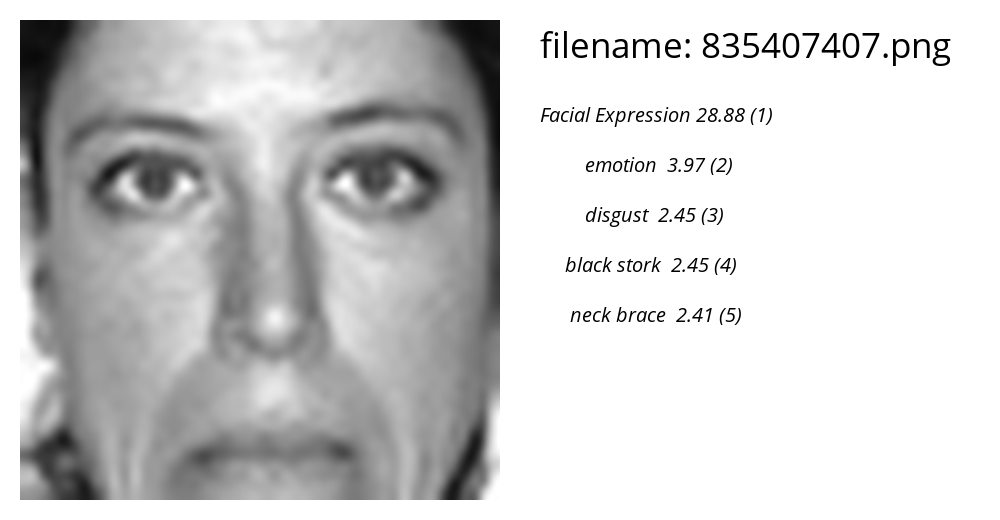 filename: 835407407.png
Facial Expression 28.88 (1)
emotion 3.97 (2)
disgust 2.45 (3)
black stork 2.45 (4)
neck brace 2.41 (5)